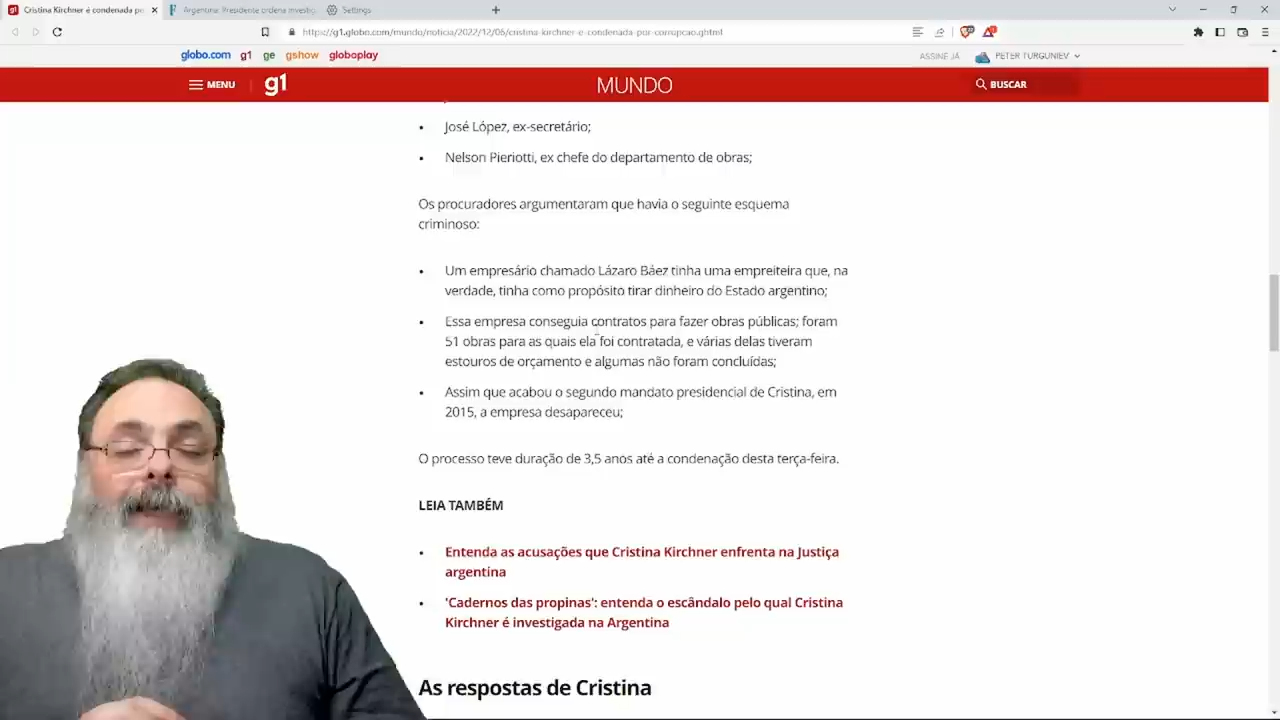 Cristina Kirchner é condenada po
Argentina: Presidente ordena investig
Settings
https://g1.globo.com/mundo/noticia/2022/12/06/cristina-kirchner-e-condenada-por-corrupcao.ghtml
globo.com g1 ge gshow globoplay
ASSINE JÁ
PETER TURGUNIEV
MENU
g1
MUNDO
BUSCAR
• José López, ex-secretário;
• Nelson Pieriotti, ex chefe do departamento de obras;
Os procuradores argumentaram que havia o seguinte esquema
criminoso:
• Um empresário chamado Lázaro Báez tinha uma empreiteira que, na
verdade, tinha como propósito tirar dinheiro do Estado argentino;
• Essa empresa conseguia contratos para fazer obras públicas; foram
51 obras para as quais ela foi contratada, e várias delas tiveram
estouros de orçamento e algumas não foram concluídas;
• Assim que acabou o segundo mandato presidencial de Cristina, em
2015, a empresa desapareceu;
O processo teve duração de 3,5 anos até a condenação desta terça-feira.
LEIA TAMBÉM
• Entenda as acusações que Cristina Kirchner enfrenta na Justiça
argentina
• 'Cadernos das propinas': entenda o escândalo pelo qual Cristina
Kirchner é investigada na Argentina
As respostas de Cristina